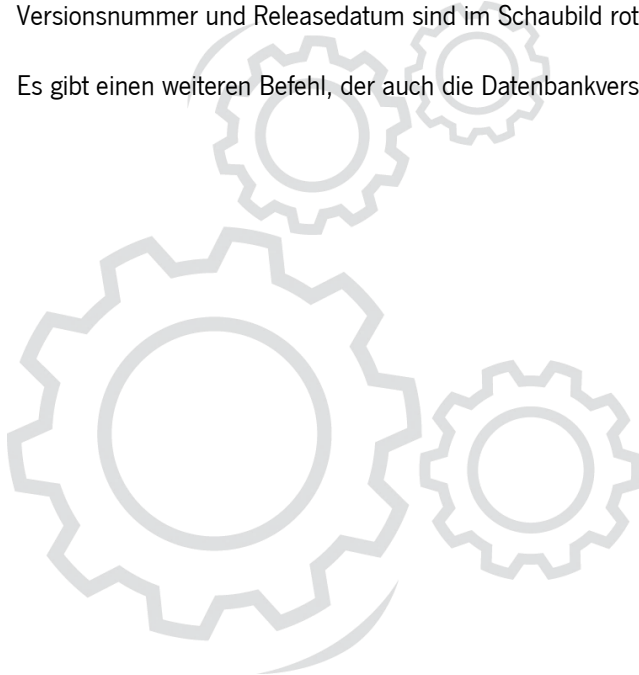 Versionsnummer und Releasedatum sind im Schaubild rot
Es gibt einen weiteren Befehl, der auch die Datenbankvers